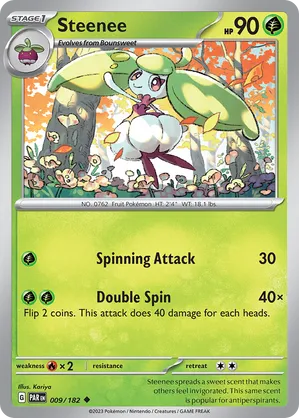 STAGE 1
Steenee
HP 90
Evolves from Bounsweet
NO. 0762 Fruit Pokémon HT: 2'4" WT: 18.1 lbs
Spinning Attack 30
Double Spin 40×
Flip 2 coins. This attack does 40 damage for each heads.
weakness × 2 resistance retreat
Illus. Kariya
G PAR EN 009/182
Steenee spreads a sweet scent that makes
others feel invigorated. This same scent is
popular for antiperspirants.
©2023 Pokémon / Nintendo / Creatures / GAME FREAK